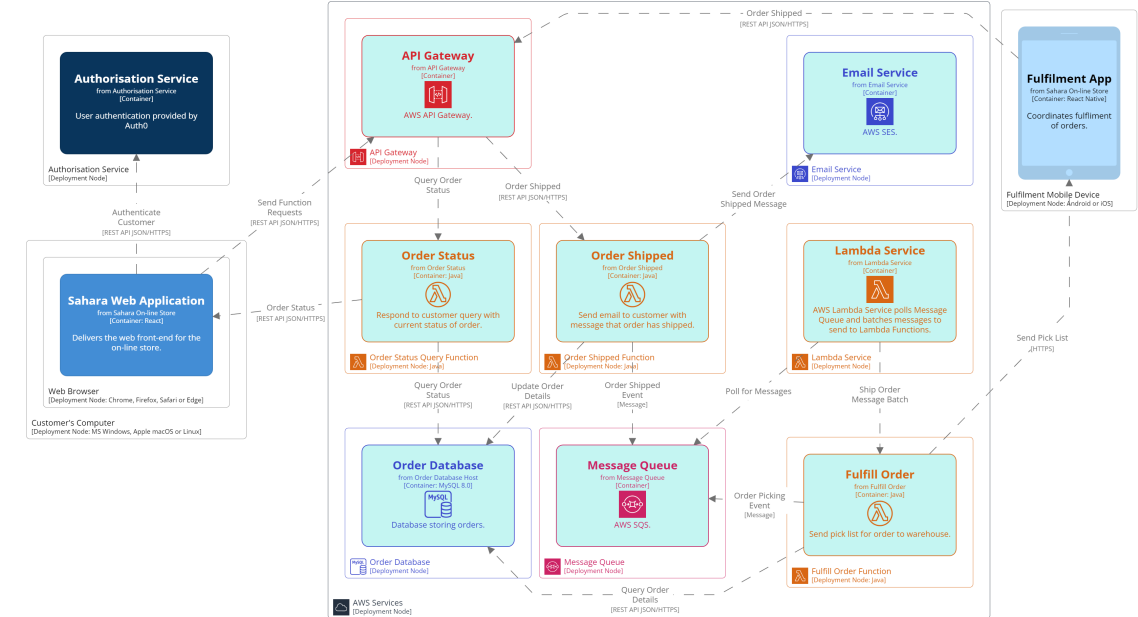 Order Shipped
[REST API JSON/HTTPS]
Authorisation Service
from Authorisation Service
[Container]
User authentication provided by
Auth0
Authorisation Service
[Deployment Node]
API Gateway
from API Gateway
[Container]
AWS API Gateway.
API Gateway
[Deployment Node]
Email Service
from Email Service
[Container]
AWS SES.
Email Service
[Deployment Node]
Fulfilment App
from Sahara On-line Store
[Container: React Native]
Coordinates fulfilment
of orders.
Fulfilment Mobile Device
[Deployment Node: Android or iOS]
Authenticate
Customer
[REST API JSON/HTTPS]
Send Function
Requests
[REST API JSON/HTTPS]
Query Order
Status
Order Shipped
[REST API JSON/HTTPS]
Send Order
Shipped Message
Sahara Web Application
from Sahara On-line Store
[Container: React]
Delivers the web front-end for the
on-line store.
Web Browser
[Deployment Node: Chrome, Firefox, Safari or Edge]
Customer's Computer
[Deployment Node: MS Windows, Apple macOS or Linux]
Order Status
[REST API JSON/HTTPS]
Order Status
from Order Status
[Container: Java]
Respond to customer query with
current status of order.
Order Status Query Function
[Deployment Node: Java]
Order Shipped
from Order Shipped
[Container: Java]
Send email to customer with
message that order has shipped.
Order Shipped Function
[Deployment Node: Java]
Lambda Service
from Lambda Service
[Container]
AWS Lambda Service polls Message
Queue and batches messages to
send to Lambda Functions.
Lambda Service
[Deployment Node]
Send Pick List
[HTTPS]
Query Order
Status
[REST API JSON/HTTPS]
Update Order
Details
[REST API JSON/HTTPS]
Order Shipped
Event
[Message]
Poll for Messages
Ship Order
Message Batch
Order Database
from Order Database Host
[Container: MySQL 8.0]
MySQL
Database storing orders.
MySQL
Order Database
[Deployment Node]
Message Queue
from Message Queue
[Container]
AWS SQS.
Message Queue
[Deployment Node]
Order Picking
Event
[Message]
Fulfill Order
from Fulfill Order
[Container: Java]
Send pick list for order to warehouse.
Fulfill Order Function
[Deployment Node: Java]
Query Order
Details
[REST API JSON/HTTPS]
AWS Services
[Deployment Node]